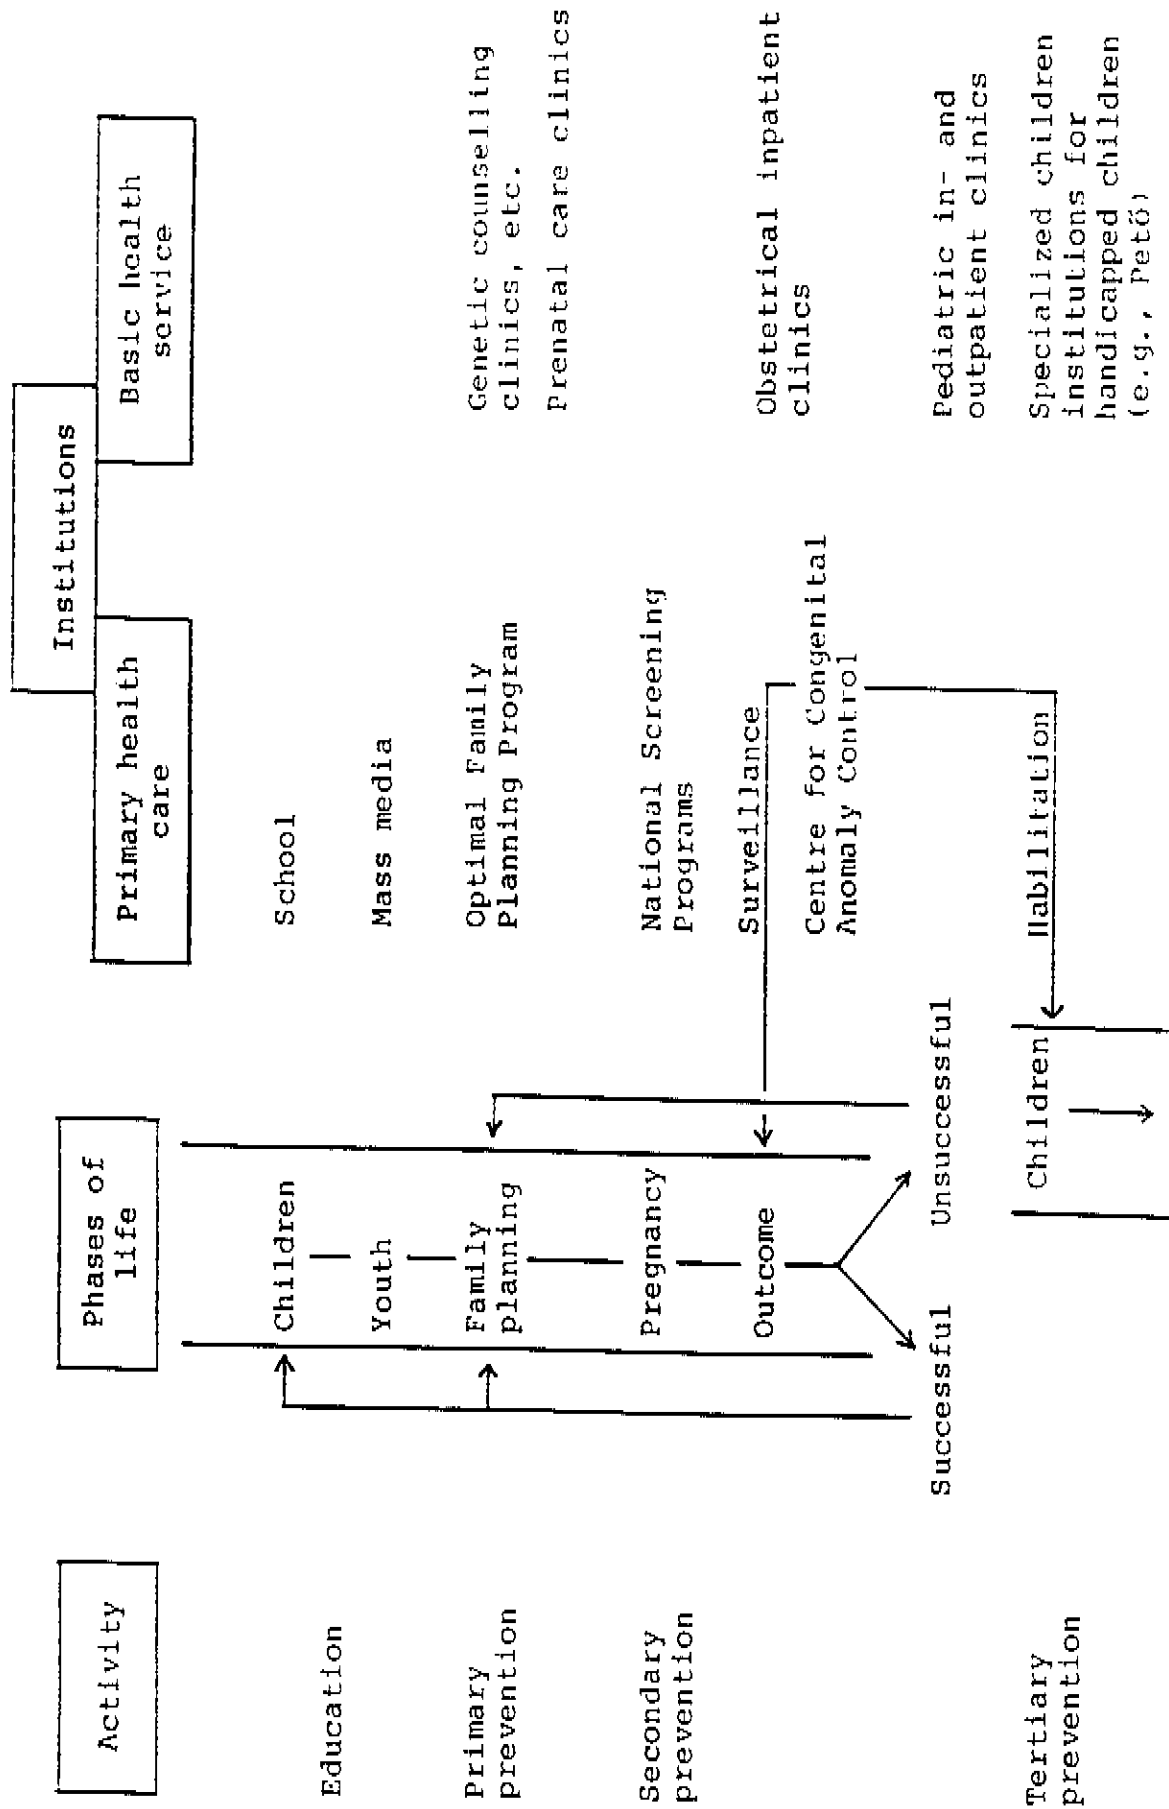 Activity
Phases of
life
Institutions
Primary health
care
Basic health
service
Education
Children
School
Youth
Mass media
Primary
prevention
Family
planning
Optimal Family
Planning Program
Genetic counselling
clinics, etc.
Prenatal care clinics
Secondary
prevention
Pregnancy
National Screening
Programs
Outcome
Surveillance
Centre for Congenital
Anomaly Control
Obstetrical inpatient
clinics
Successful
Unsuccessful
Pediatric in- and
outpatient clinics
Tertiary
prevention
Children
Habilitation
Specialized children
institutions for
handicapped children
(e.g., Petö)